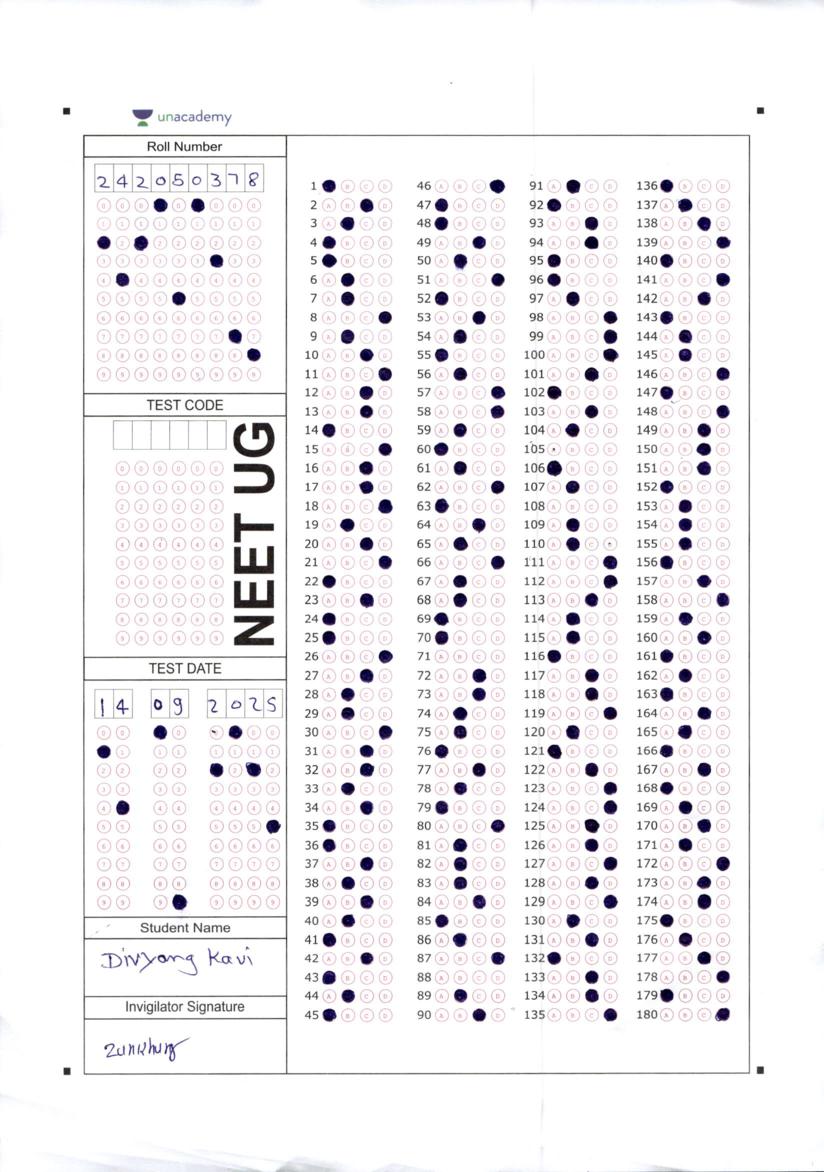 unacademy
Roll Number
2 4 2 0 5 0 3 7 8
TEST CODE
NEET UG
TEST DATE
1 4 0 9 2 0 2 5
Student Name
Divyang Kavi
Invigilator Signature
1 46 91 136
2 47 92 137
3 48 93 138
4 49 94 139
5 50 95 140
6 51 96 141
7 52 97 142
8 53 98 143
9 54 99 144
10 55 100 145
11 56 101 146
12 57 102 147
13 58 103 148
14 59 104 149
15 60 105 150
16 61 106 151
17 62 107 152
18 63 108 153
19 64 109 154
20 65 110 155
21 66 111 156
22 67 112 157
23 68 113 158
24 69 114 159
25 70 115 160
26 71 116 161
27 72 117 162
28 73 118 163
29 74 119 164
30 75 120 165
31 76 121 166
32 77 122 167
33 78 123 168
34 79 124 169
35 80 125 170
36 81 126 171
37 82 127 172
38 83 128 173
39 84 129 174
40 85 130 175
41 86 131 176
42 87 132 177
43 88 133 178
44 89 134 179
45 90 135 180